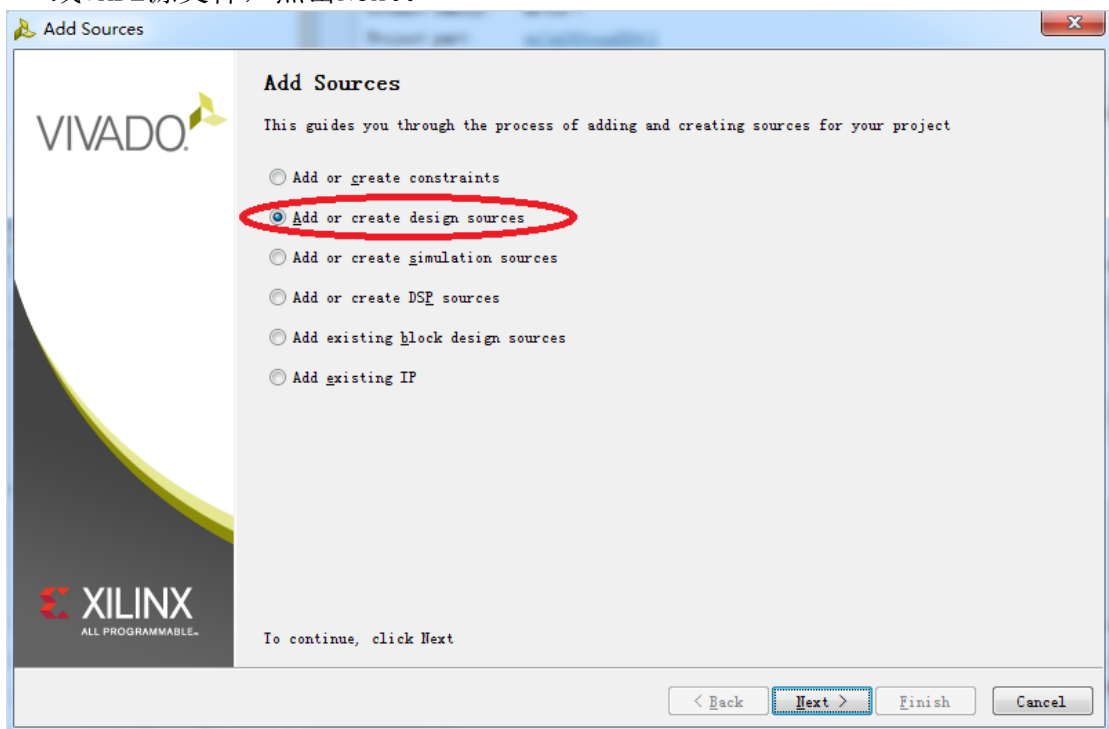 Add Sources
VIVADO.
Add Sources
This guides you through the process of adding and creating sources for your project
Add or create constraints
Add or create design sources
Add or create simulation sources
Add or create DSP sources
Add existing block design sources
Add existing IP
XILINX
ALL PROGRAMMABLE™
To continue, click Next
< Back
Next >
Finish
Cancel